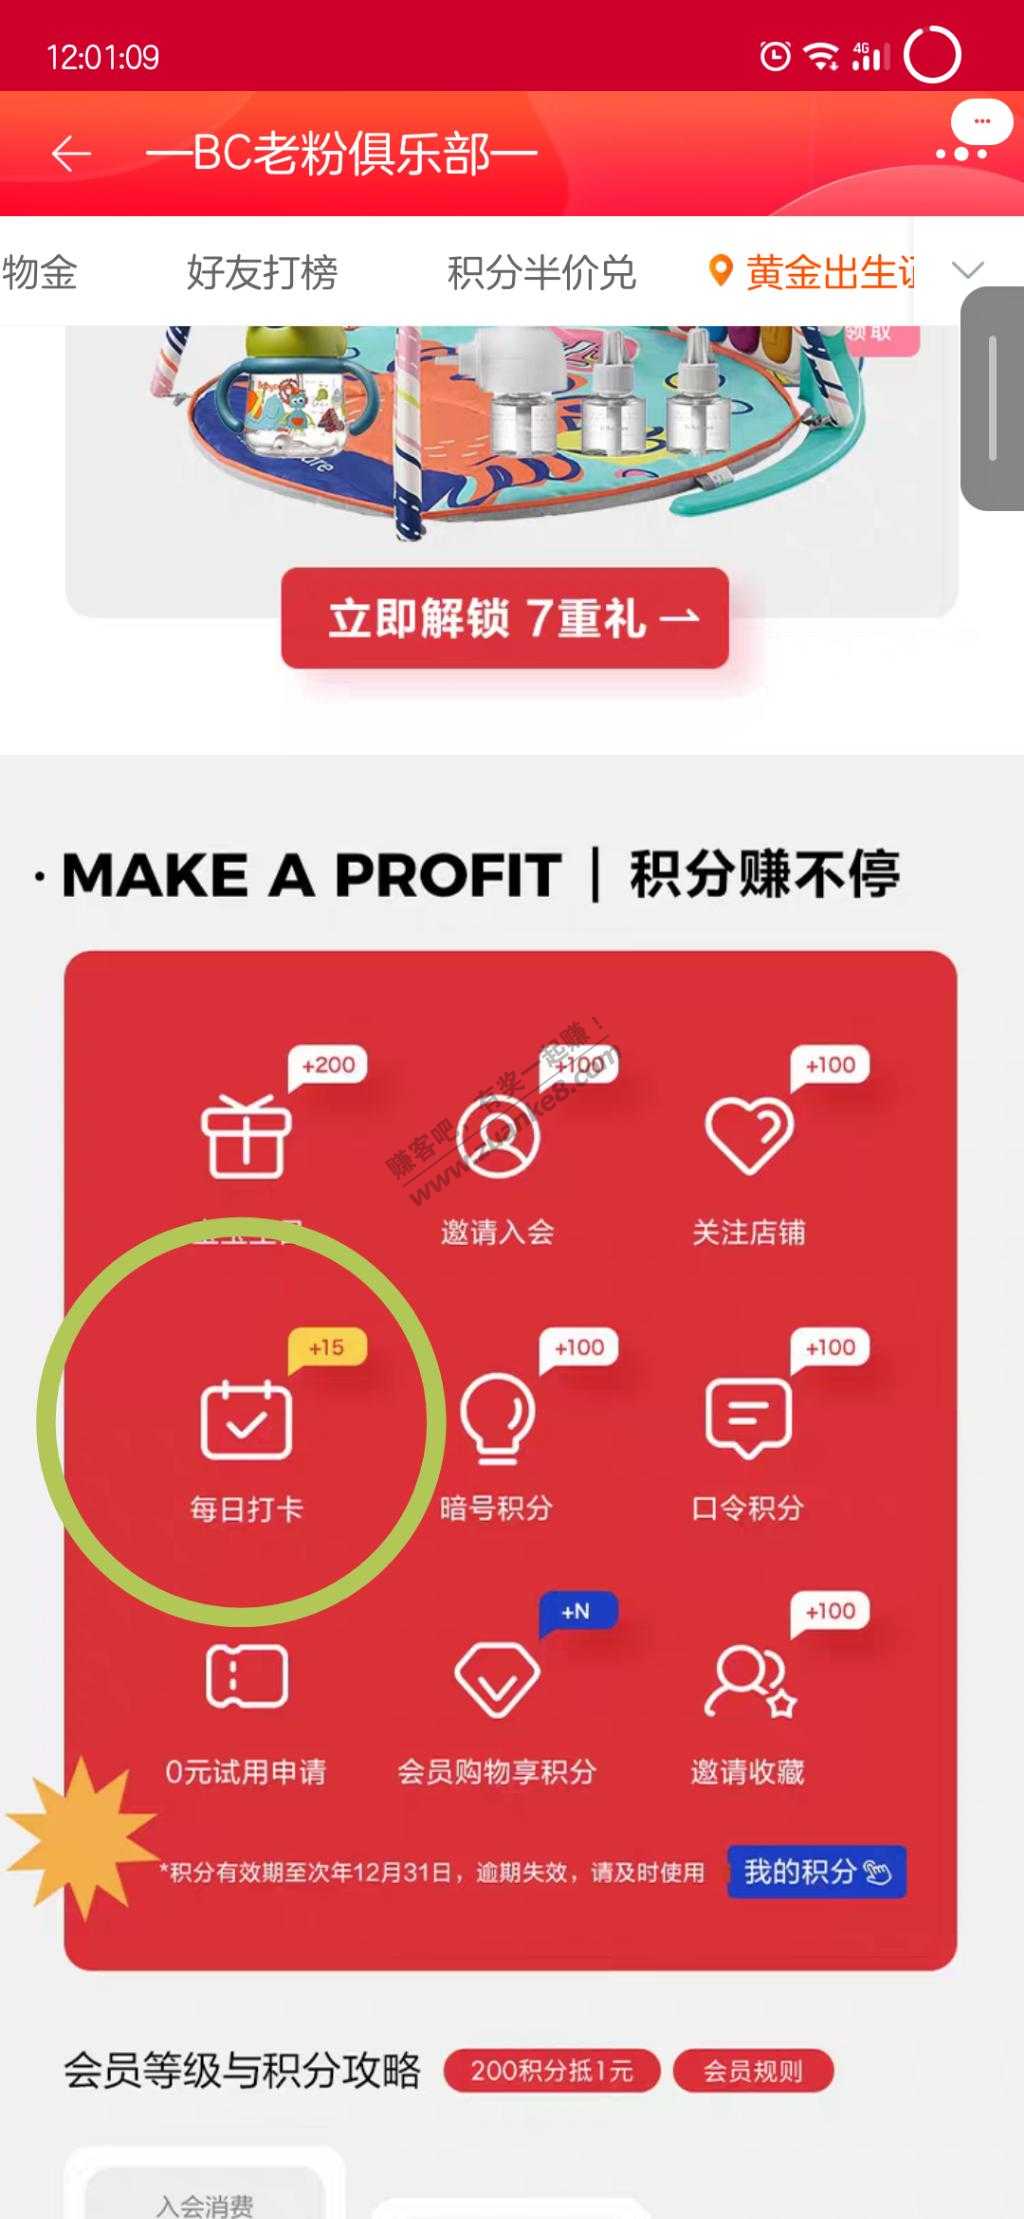 12:01:09
4G
一BC老粉俱乐部一
物金 好友打榜 积分半价兑 黄金出生
领取
立即解锁 7重礼
· MAKE A PROFIT | 积分赚不停
+200 +100 +100
赚客吧，有奖一起赚！
www.zuanke8.com
邀请入会 关注店铺
+15 +100 +100
每日打卡 暗号积分 口令积分
+N +100
0元试用申请 会员购物享积分 邀请收藏
*积分有效期至次年12月31日，逾期失效，请及时使用 我的积分
会员等级与积分攻略 200积分抵1元 会员规则
入会消费